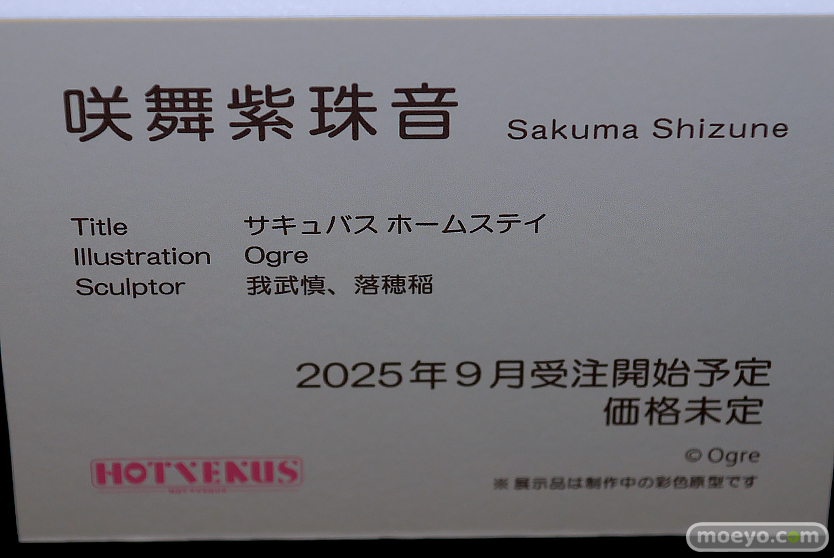 咲舞紫珠音 Sakuma Shizune
Title サキュバス ホームステイ
Illustration Ogre
Sculptor 我武慎、落穂稲
2025年9月受注開始予定
価格未定
© Ogre
HOT VENUS
※展示品は制作中の彩色原型です
moeyo.com